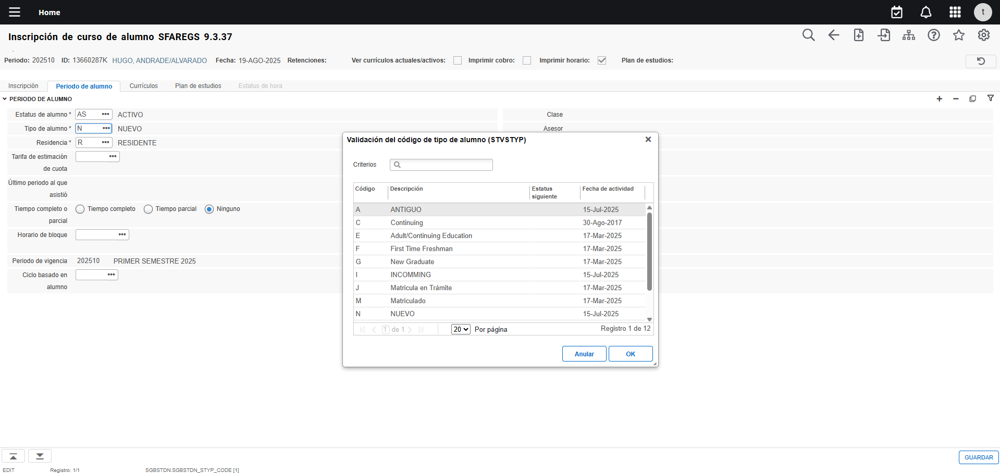 Home
t
Inscripción de curso de alumno SFAREGS 9.3.37
Periodo: 202510 ID: 13660287K HUGO, ANDRADE/ALVARADO Fecha: 19-AGO-2025 Retenciones: Ver currículos actuales/activos: Imprimir cobro: Imprimir horario: Plan de estudios:
Inscripción Periodo de alumno Currículos Plan de estudios Estatus de hora
PERIODO DE ALUMNO
Estatus de alumno * AS ACTIVO
Clase
Tipo de alumno * N NUEVO
Asesor
Residencia * R RESIDENTE
Tarifa de estimación
de cuota
Último periodo al que
asistió
Tiempo completo o
parcial
Tiempo completo Tiempo parcial Ninguno
Horario de bloque
Periodo de vigencia 202510 PRIMER SEMESTRE 2025
Ciclo basado en
alumno
Validación del código de tipo de alumno (STVSTYP)
Criterios
Código Descripción Estatus siguiente Fecha de actividad
A ANTIGUO 15-Jul-2025
C Continuing 30-Ago-2017
E Adult/Continuing Education 17-Mar-2025
F First Time Freshman 17-Mar-2025
G New Graduate 17-Mar-2025
I INCOMMING 15-Jul-2025
J Matricula en Trámite 17-Mar-2025
M Matriculado 17-Mar-2025
N NUEVO 15-Jul-2025
1 de 1 20 Por página Registro 1 de 12
Anular OK
GUARDAR
EDIT Registro: 1/1 SGBSTDN.SGBSTDN_STYP_CODE [1]